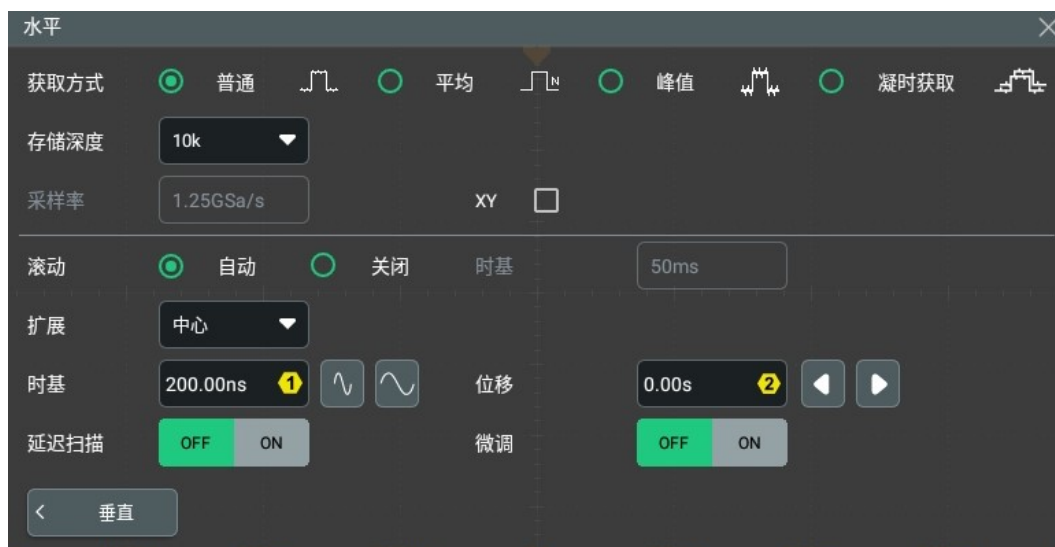 水平
获取方式 普通 平均 N 峰值 凝时获取
存储深度 10k
采样率 1.25GSa/s XY
滚动 自动 关闭 时基 50ms
扩展 中心
时基 200.00ns 1 位移 0.00s 2
延迟扫描 OFF ON 微调 OFF ON
垂直